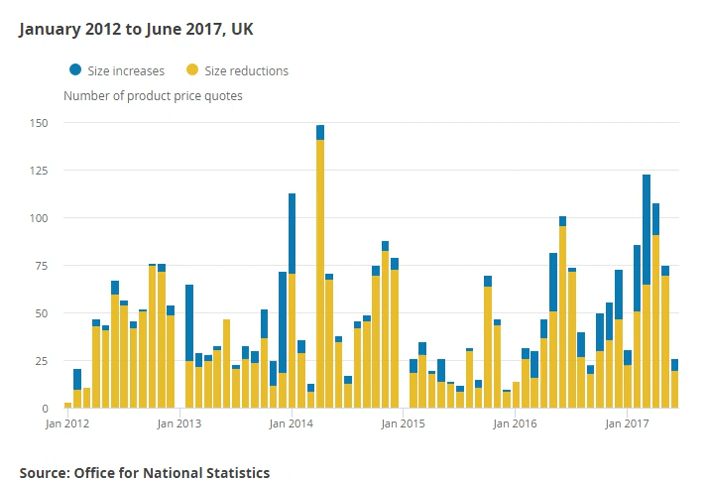 January 2012 to June 2017, UK
Size increases Size reductions
Number of product price quotes
150
125
100
75
50
25
0
Jan 2012 Jan 2013 Jan 2014 Jan 2015 Jan 2016 Jan 2017
Source: Office for National Statistics